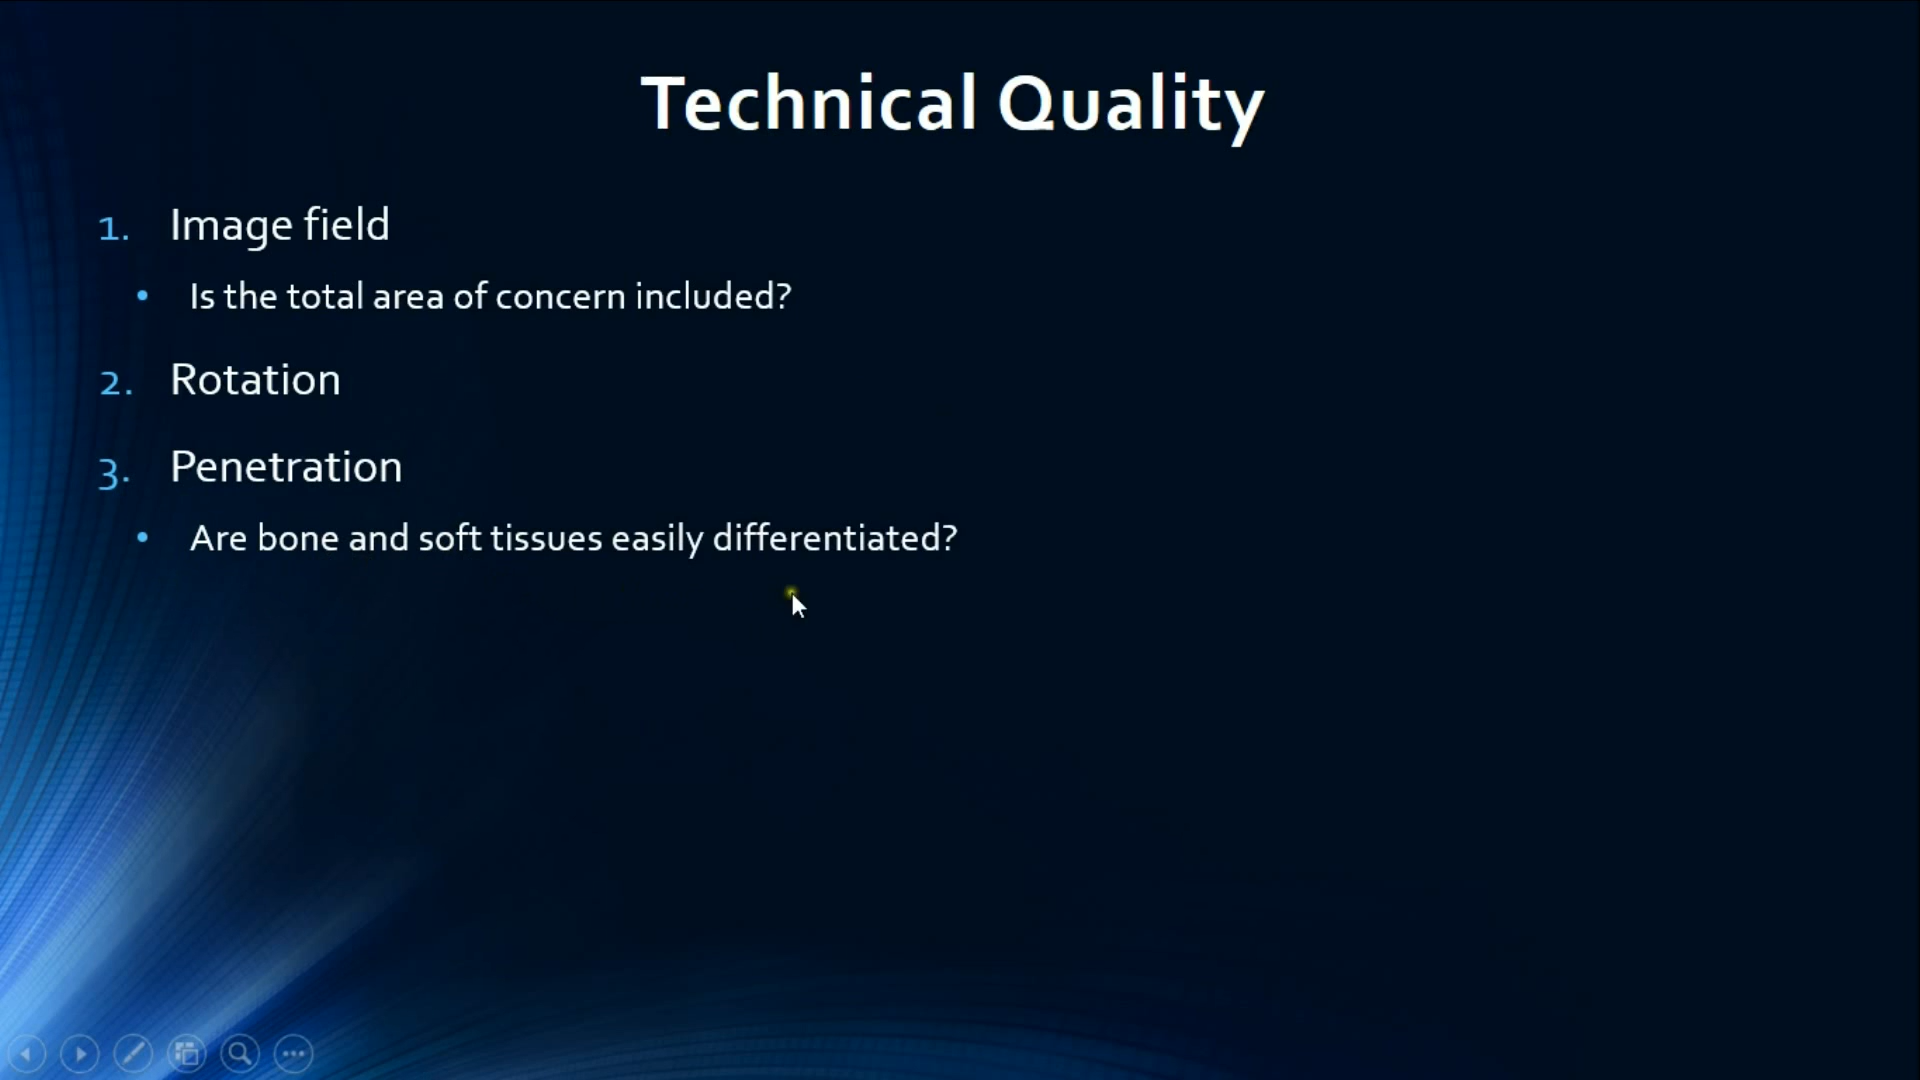 Technical Quality
1. Image field
• Is the total area of concern included?
2. Rotation
3. Penetration
• Are bone and soft tissues easily differentiated?